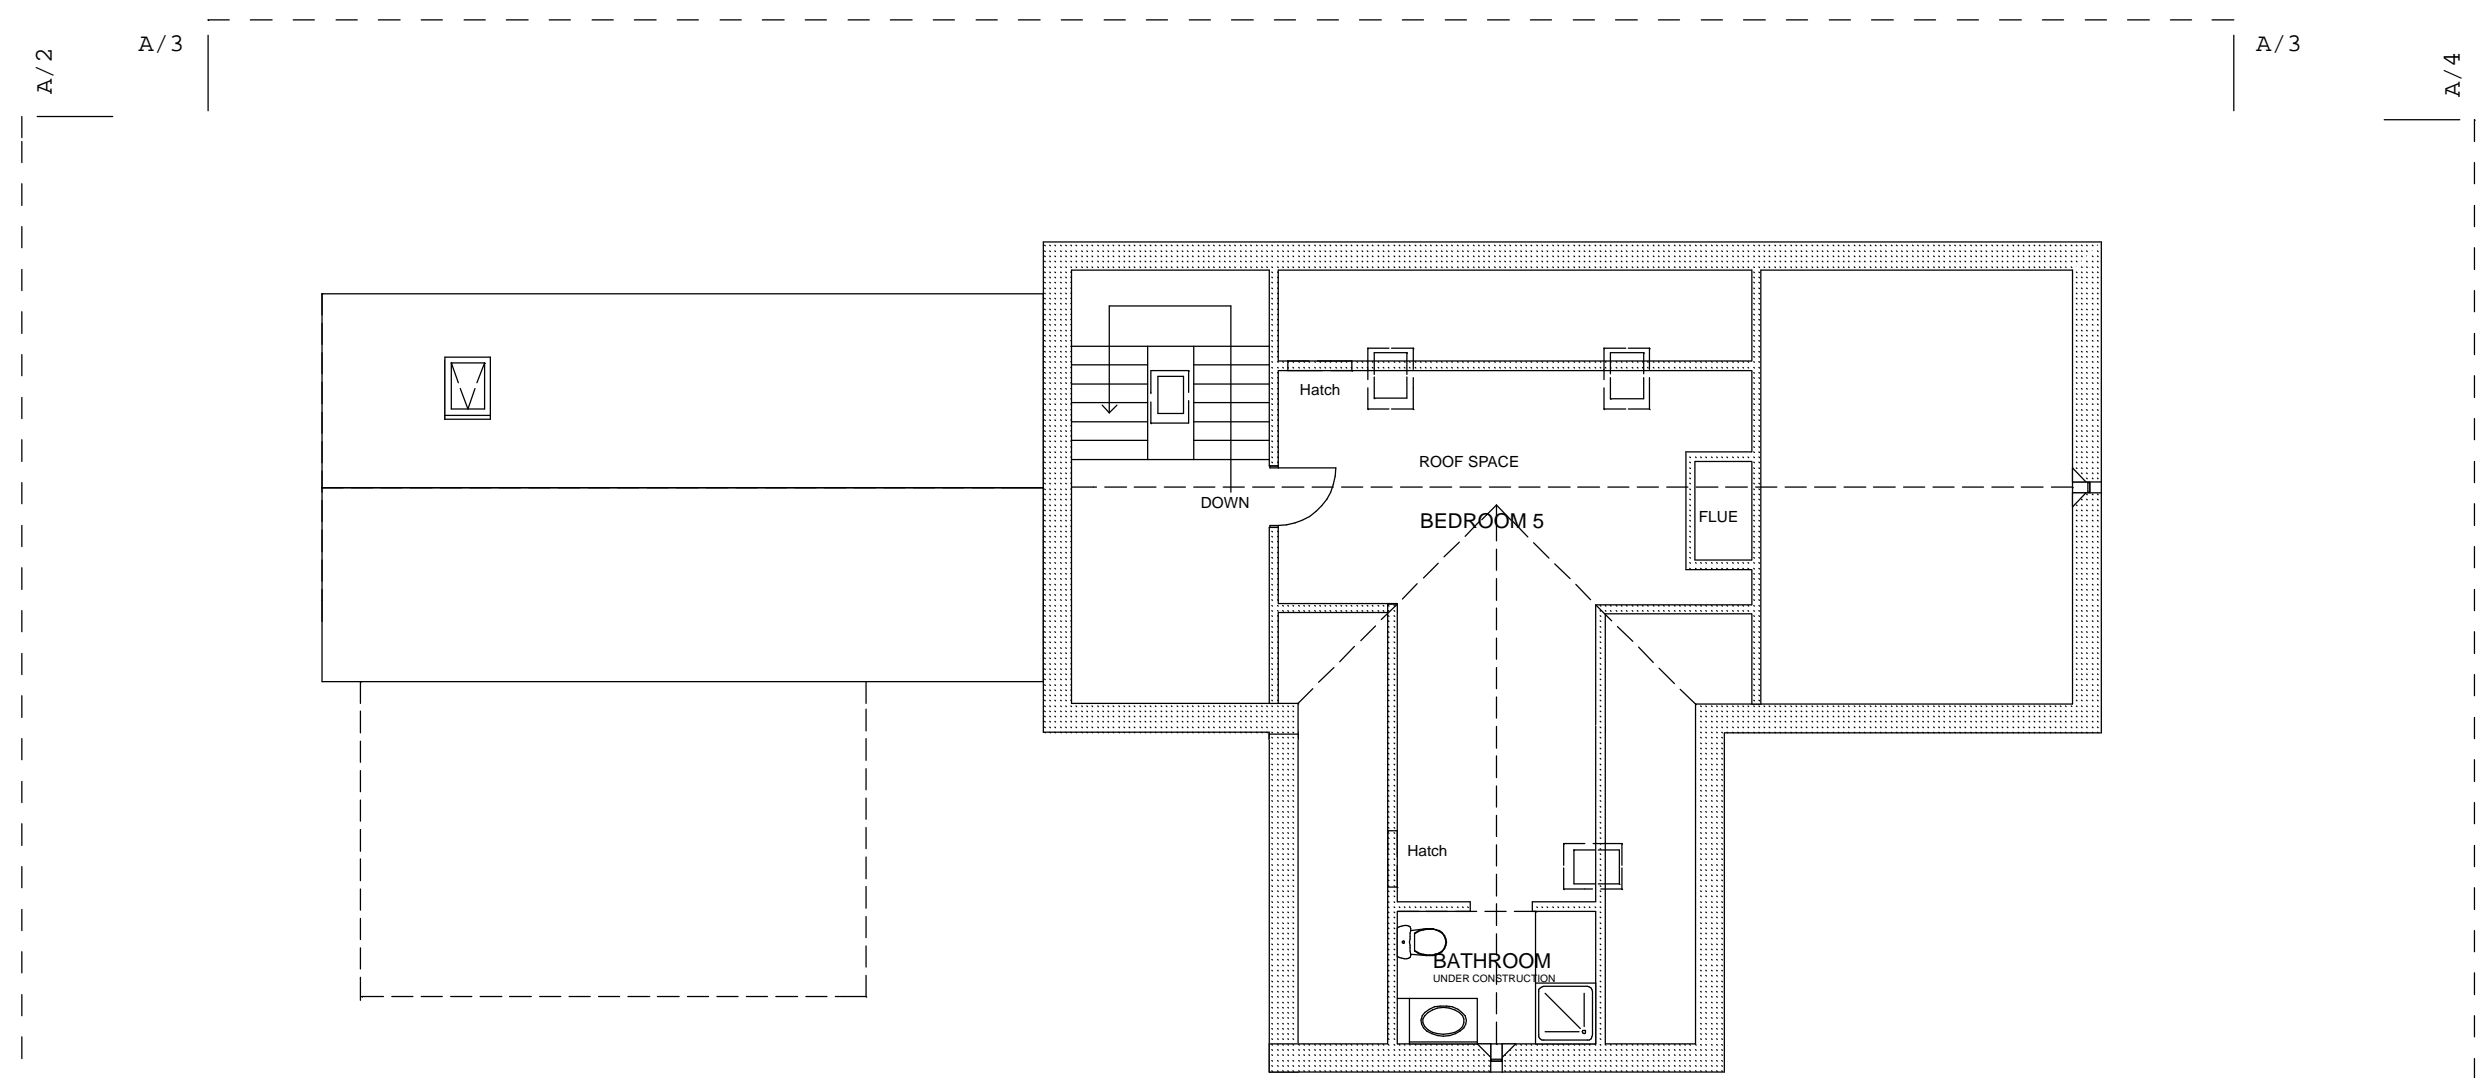 A/3
A/3
A/2
A/4
Hatch
ROOF SPACE
DOWN
BEDROOM 5
FLUE
Hatch
BATHROOM
UNDER CONSTRUCTION